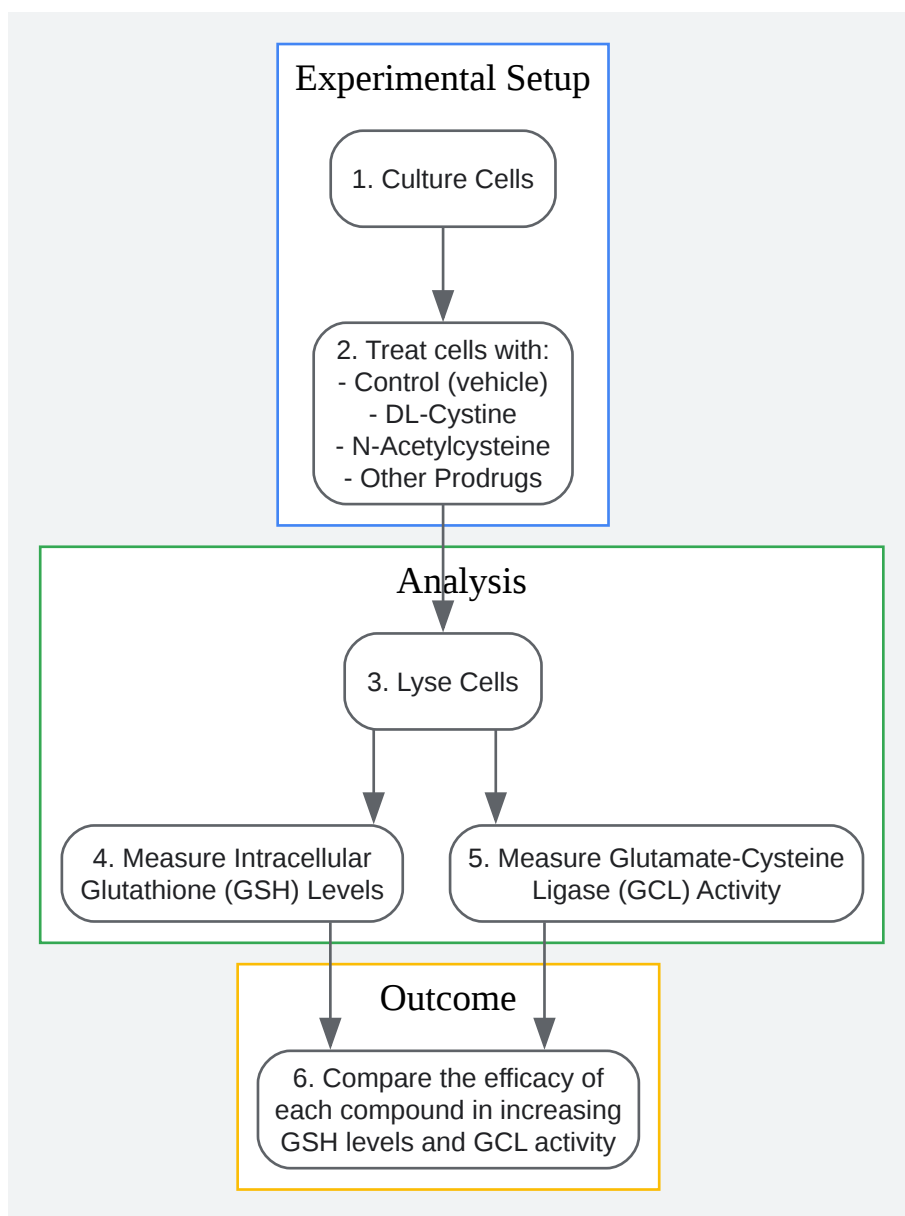 Experimental Setup
1. Culture Cells
2. Treat cells with:
- Control (vehicle)
- DL-Cystine
- N-Acetylcysteine
- Other Prodrugs
Analysis
3. Lyse Cells
4. Measure Intracellular
Glutathione (GSH) Levels
5. Measure Glutamate-Cysteine
Ligase (GCL) Activity
Outcome
6. Compare the efficacy of
each compound in increasing
GSH levels and GCL activity